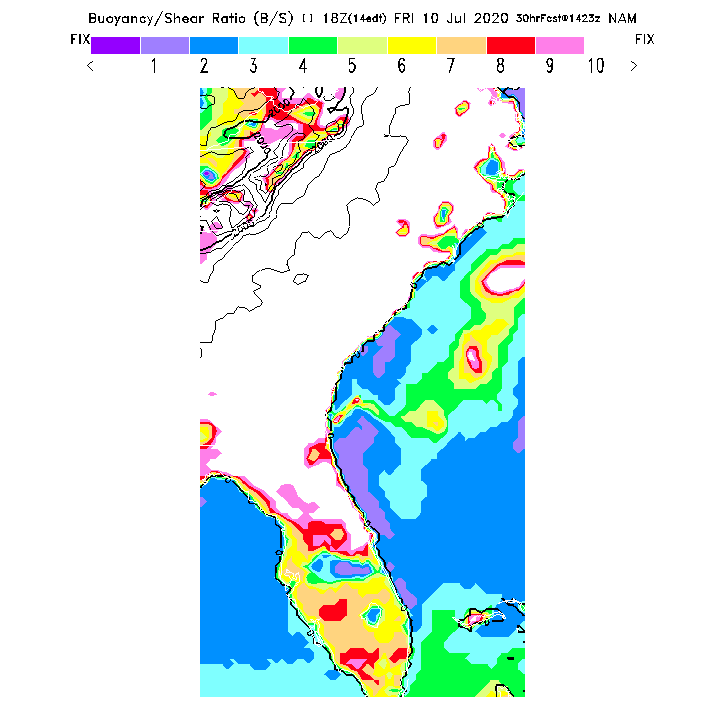 Buoyancy/Shear Ratio (B/S) [] 18Z(14edt) FRI 10 Jul 2020 30hrFcst@1423z NAM
FIX FIX
< 1 2 3 4 5 6 7 8 9 10 >